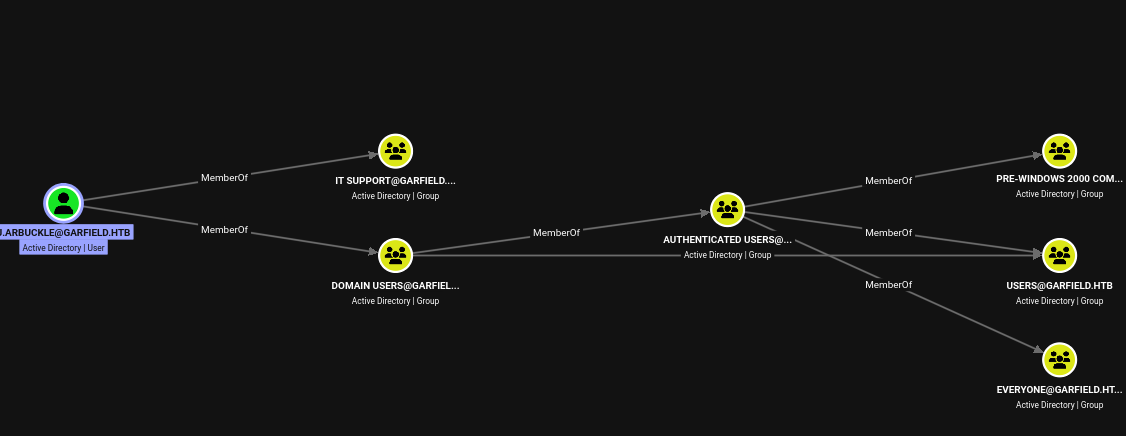 MemberOf
MemberOf
J.ARBUCKLE@GARFIELD.HTB
Active Directory | User
IT SUPPORT@GARFIELD....
Active Directory | Group
DOMAIN USERS@GARFIEL...
Active Directory | Group
MemberOf
AUTHENTICATED USERS@...
Active Directory | Group
MemberOf
MemberOf
MemberOf
PRE-WINDOWS 2000 COM...
Active Directory | Group
USERS@GARFIELD.HTB
Active Directory | Group
EVERYONE@GARFIELD.HT...
Active Directory | Group